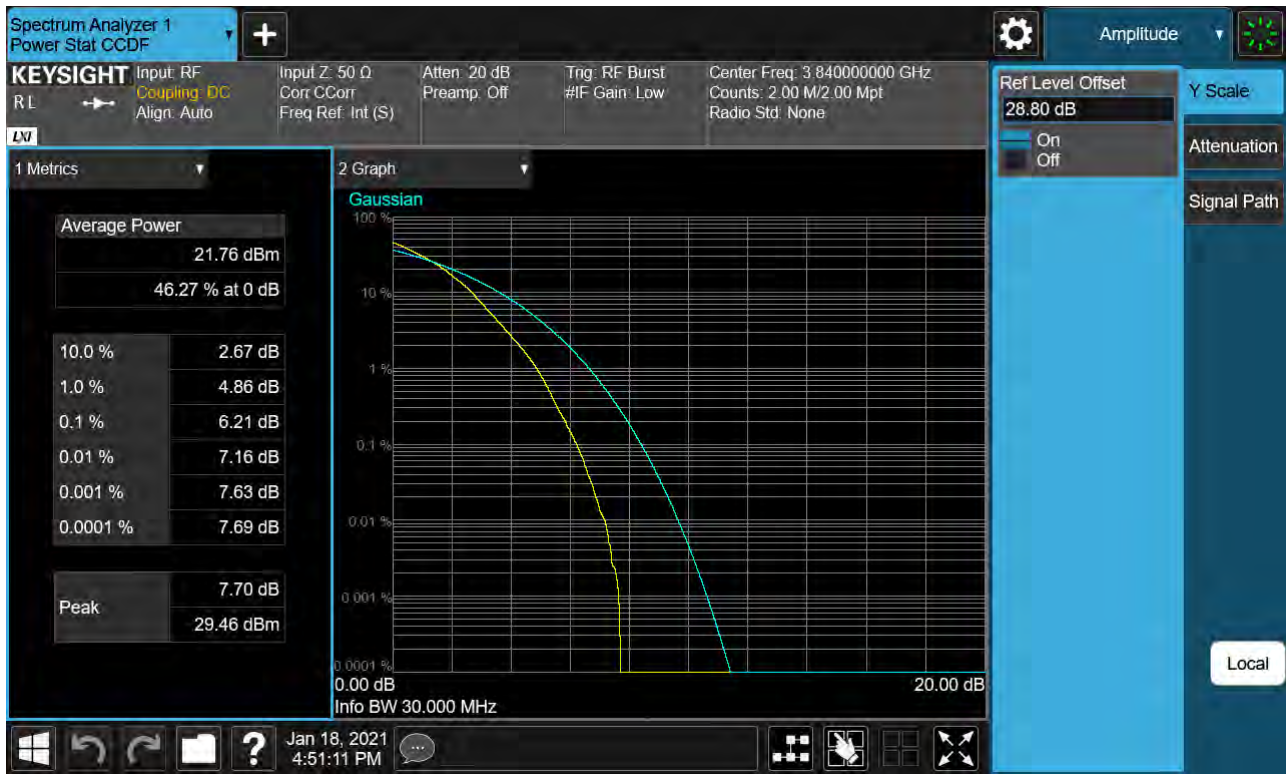 Spectrum Analyzer 1
Power Stat CCDF
Amplitude
KEYSIGHT
RL
LXI
Input: RF
Coupling: DC
Align: Auto
Input Z: 50 Ω
Corr CCorr
Freq Ref: Int (S)
Atten: 20 dB
Preamp: Off
Trig: RF Burst
#IF Gain: Low
Center Freq: 3.840000000 GHz
Counts: 2.00 M/2.00 Mpt
Radio Std: None
Ref Level Offset
28.80 dB
On
Off
Y Scale
Attenuation
Signal Path
Local
1 Metrics
Average Power
21.76 dBm
46.27 % at 0 dB
10.0 % 2.67 dB
1.0 % 4.86 dB
0.1 % 6.21 dB
0.01 % 7.16 dB
0.001 % 7.63 dB
0.0001 % 7.69 dB
Peak
7.70 dB
29.46 dBm
2 Graph
Gaussian
100 %
10 %
1 %
0.1 %
0.01 %
0.001 %
0.0001 %
0.00 dB 20.00 dB
Info BW 30.000 MHz
?
Jan 18, 2021
4:51:11 PM